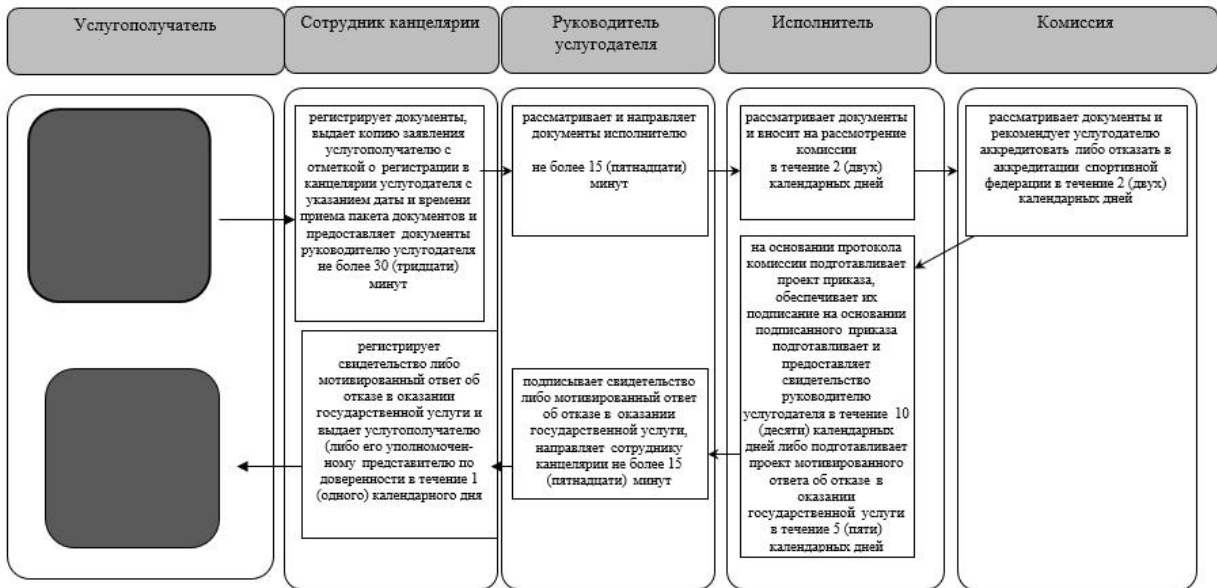 Услугополучатель
Сотрудник канцелярии
Руководитель
услугодателя
Исполнитель
Комиссия
регистрирует документы,
выдает копию заявления
услугополучателю с
отметкой о регистрации в
канцелярии услугодателя с
указанием даты и времени
приема пакета документов и
предоставляет документы
руководителю услугодателя
не более 30 (тридцати)
минут
рассматривает и направляет
документы исполнителю
не более 15 (пятнадцати)
минут
рассматривает документы
и вносит на рассмотрение
комиссии
в течение 2 (двух)
календарных дней
рассматривает документы и
рекомендует услугодателю
аккредитовать либо отказать в
аккредитации спортивной
федерации в течение 2 (двух)
календарных дней
на основании протокола
комиссии подготавливает
проект приказа,
обеспечивает их
подписание на основании
подписанного приказа
подготавливает и
предоставляет
свидетельство
руководителю
услугодателя в течение 10
(десяти) календарных
дней либо подготавливает
проект мотивированного
ответа об отказе в
оказании
государственной услуги
в течение 5 (пяти)
календарных дней
подписывает свидетельство
либо мотивированный ответ
об отказе в оказании
государственной услуги,
направляет сотруднику
канцелярии не более 15
(пятнадцати) минут
регистрирует
свидетельство либо
мотивированный ответ об
отказе в оказании
государственной услуги и
выдает услугополучателю
(либо его уполномочен-
ному представителю по
доверенности в течение 1
(одного) календарного дня